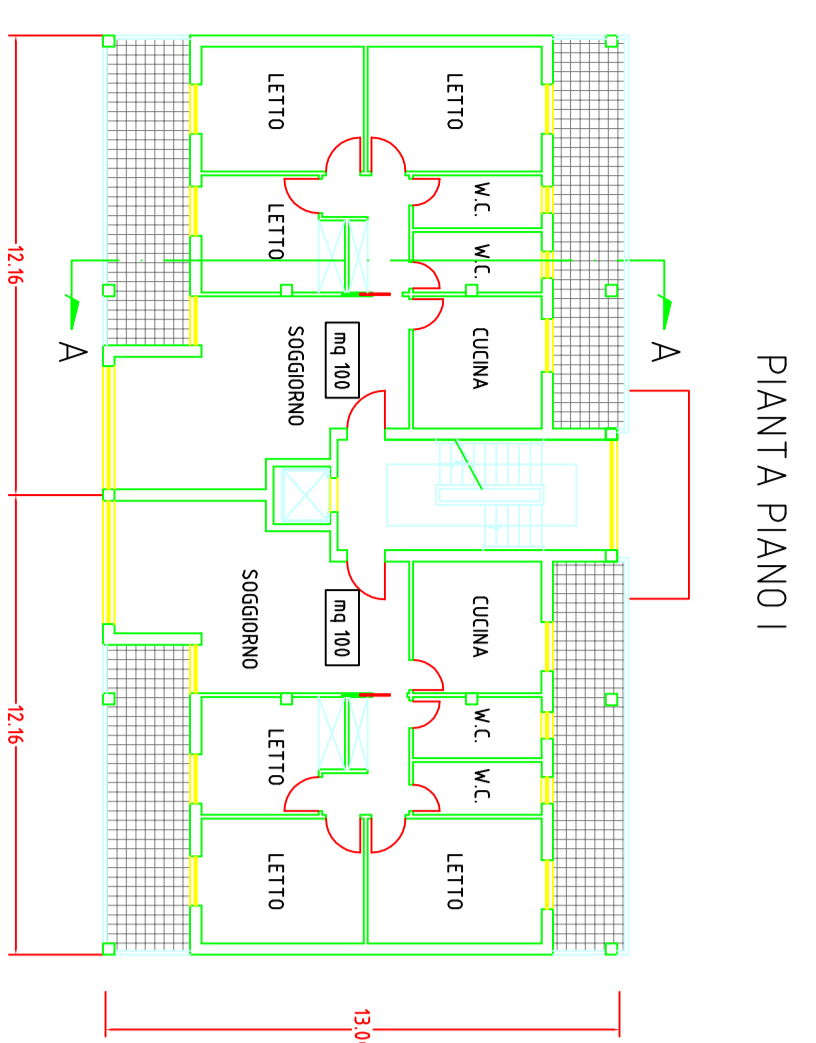 PIANTA PIANO I
A
W.C.
W.C.
CUCINA
CUCINA
W.C.
W.C.
LETTO
LETTO
13.0
mq 100
mq 100
SOGGIORNO
LETTO
LETTO
LETTO
LETTO
SOGGIORNO
A
12.16
12.16